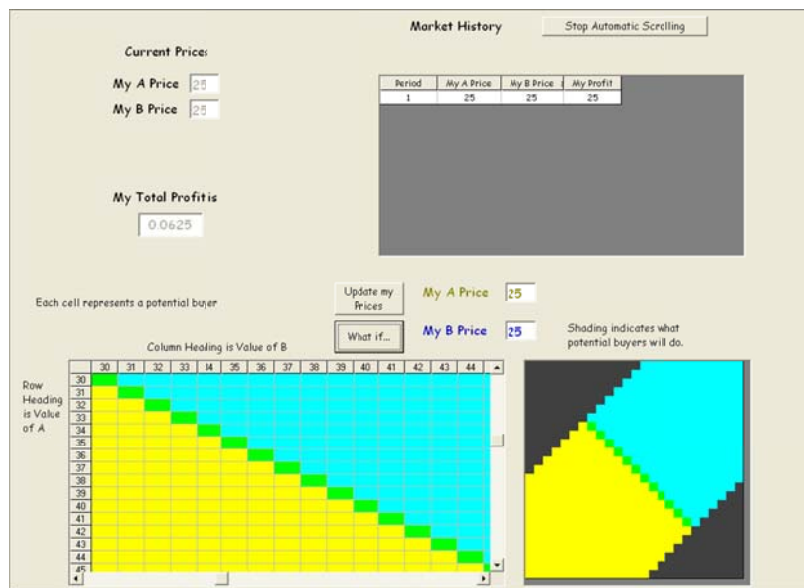 Market History
Stop Automatic Scrolling
Current Prices
My A Price 25
My B Price 25
Period My A Price My B Price My Profit
1 25 25 25
My Total Profit is
0.0625
Each cell represents a potential buyer
Update my
Prices
My A Price 25
What if...
My B Price 25
Shading indicates what
potential buyers will do.
Column Heading is Value of B
Row
Heading
is Value
of A
30 31 32 33 34 35 36 37 38 39 40 41 42 43 44
30
31
32
33
34
35
36
37
38
39
40
41
42
43
44
45